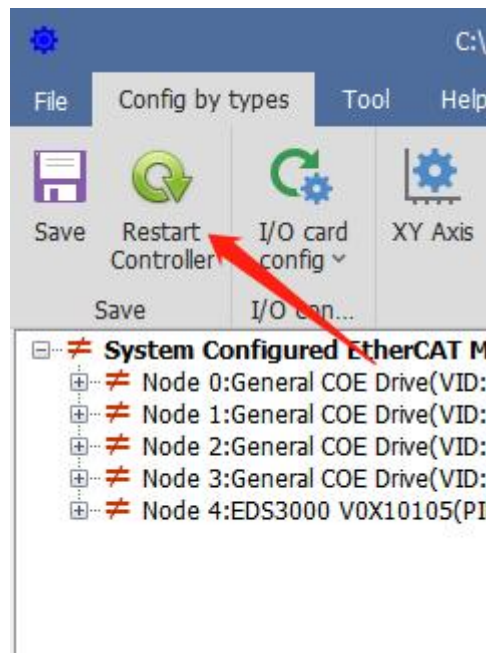 C:\
File Config by types Tool Help
Save Restart Controller I/O card config XY Axis
Save I/O con...
System Configured EtherCAT M
Node 0:General COE Drive(VID:
Node 1:General COE Drive(VID:
Node 2:General COE Drive(VID:
Node 3:General COE Drive(VID:
Node 4:EDS3000 V0X10105(PI